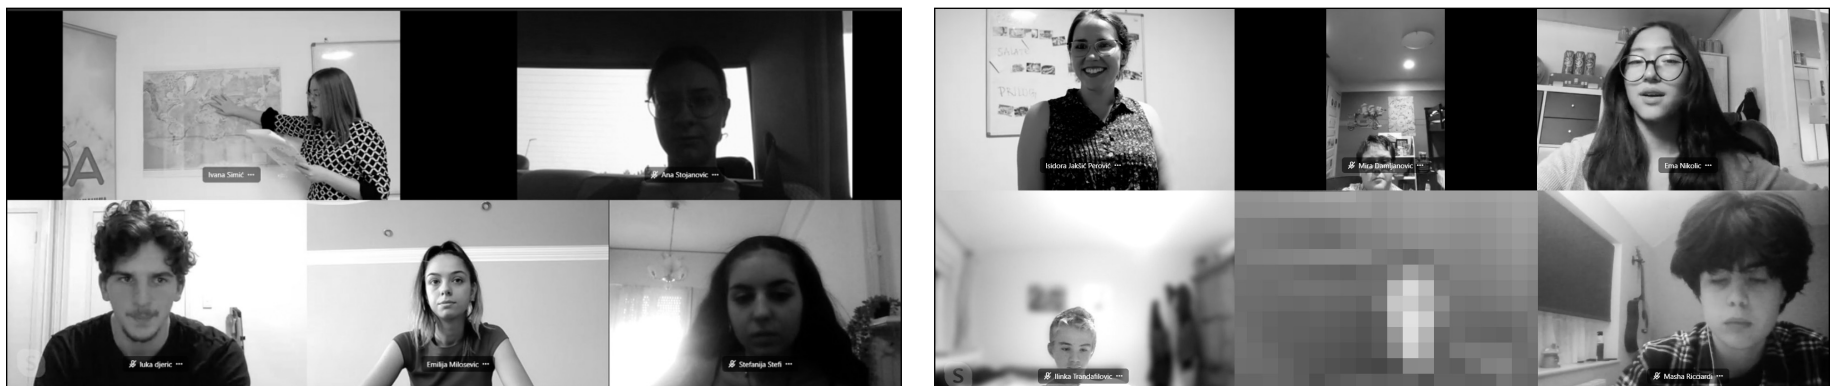 Ivana Simić
Ana Stojanovic
luka djeric
Emilija Milosevic
Stefanija Stefi
Isidora Jakšić Perović
Mira Damljanovic
Ema Nikolic
Ilinka Trandafilovic
Masha Ricciardi
S